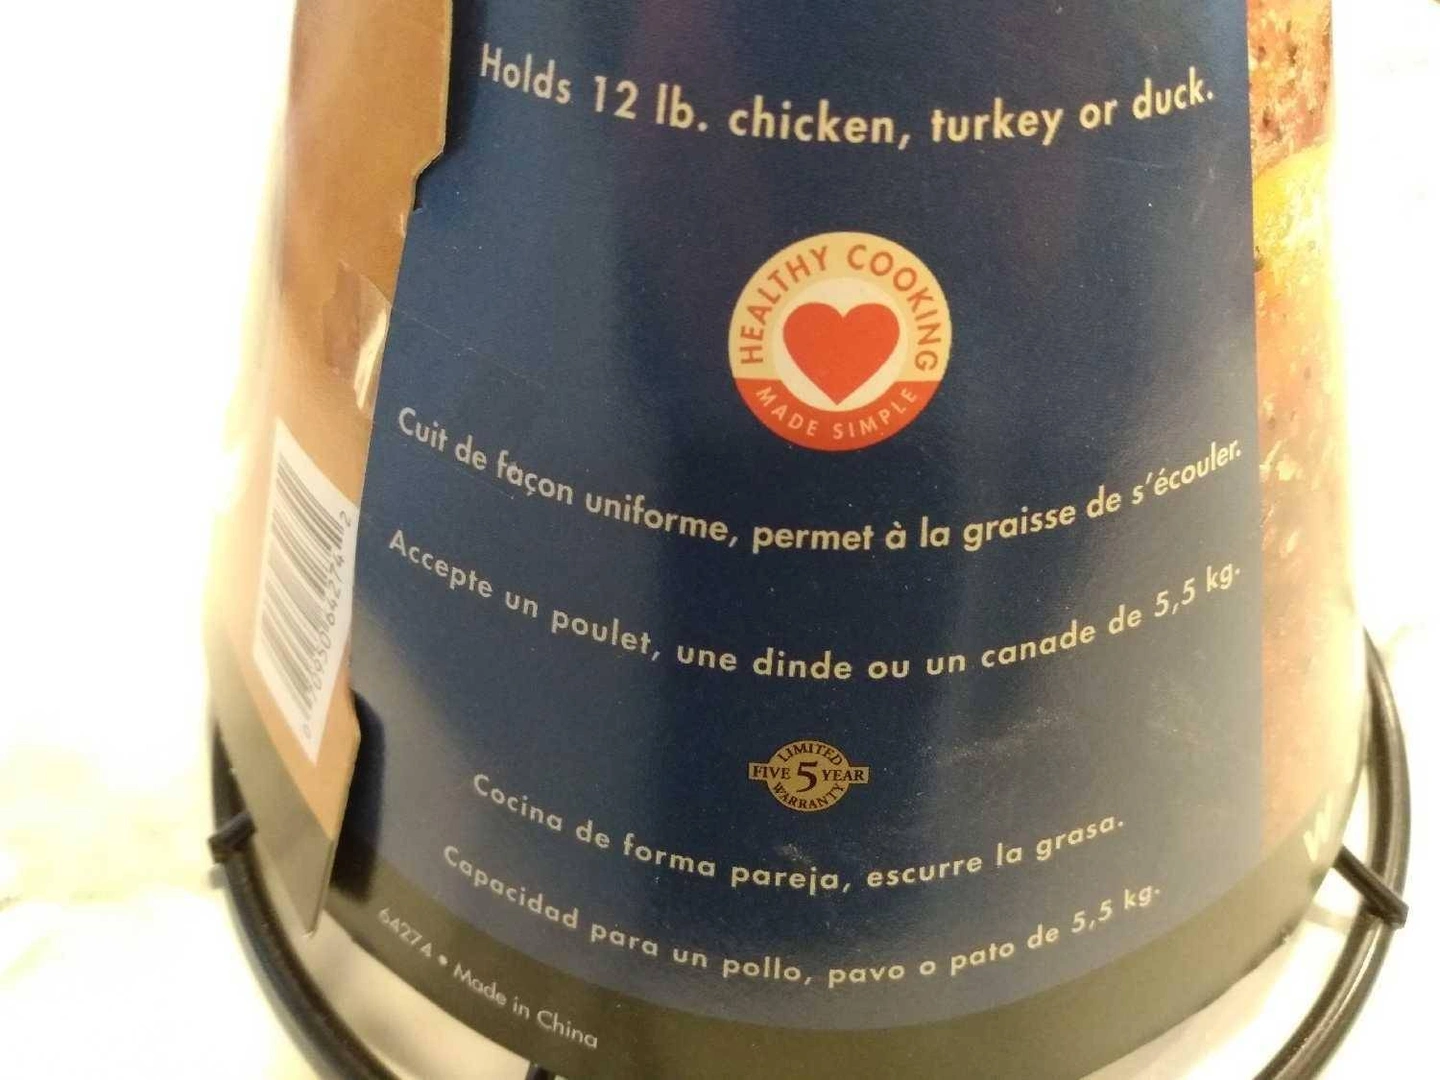 Holds 12 lb. chicken, turkey or duck.
HEALTHY COOKING
MADE SIMPLE
Cuit de façon uniforme, permet à la graisse de s'écouler.
Accepte un poulet, une dinde ou un canade de 5,5 kg.
LIMITED
FIVE 5 YEAR
WARRANTY
Cocina de forma pareja, escurre la grasa.
Capacidad para un pollo, pavo o pato de 5,5 kg.
64274 • Made in China